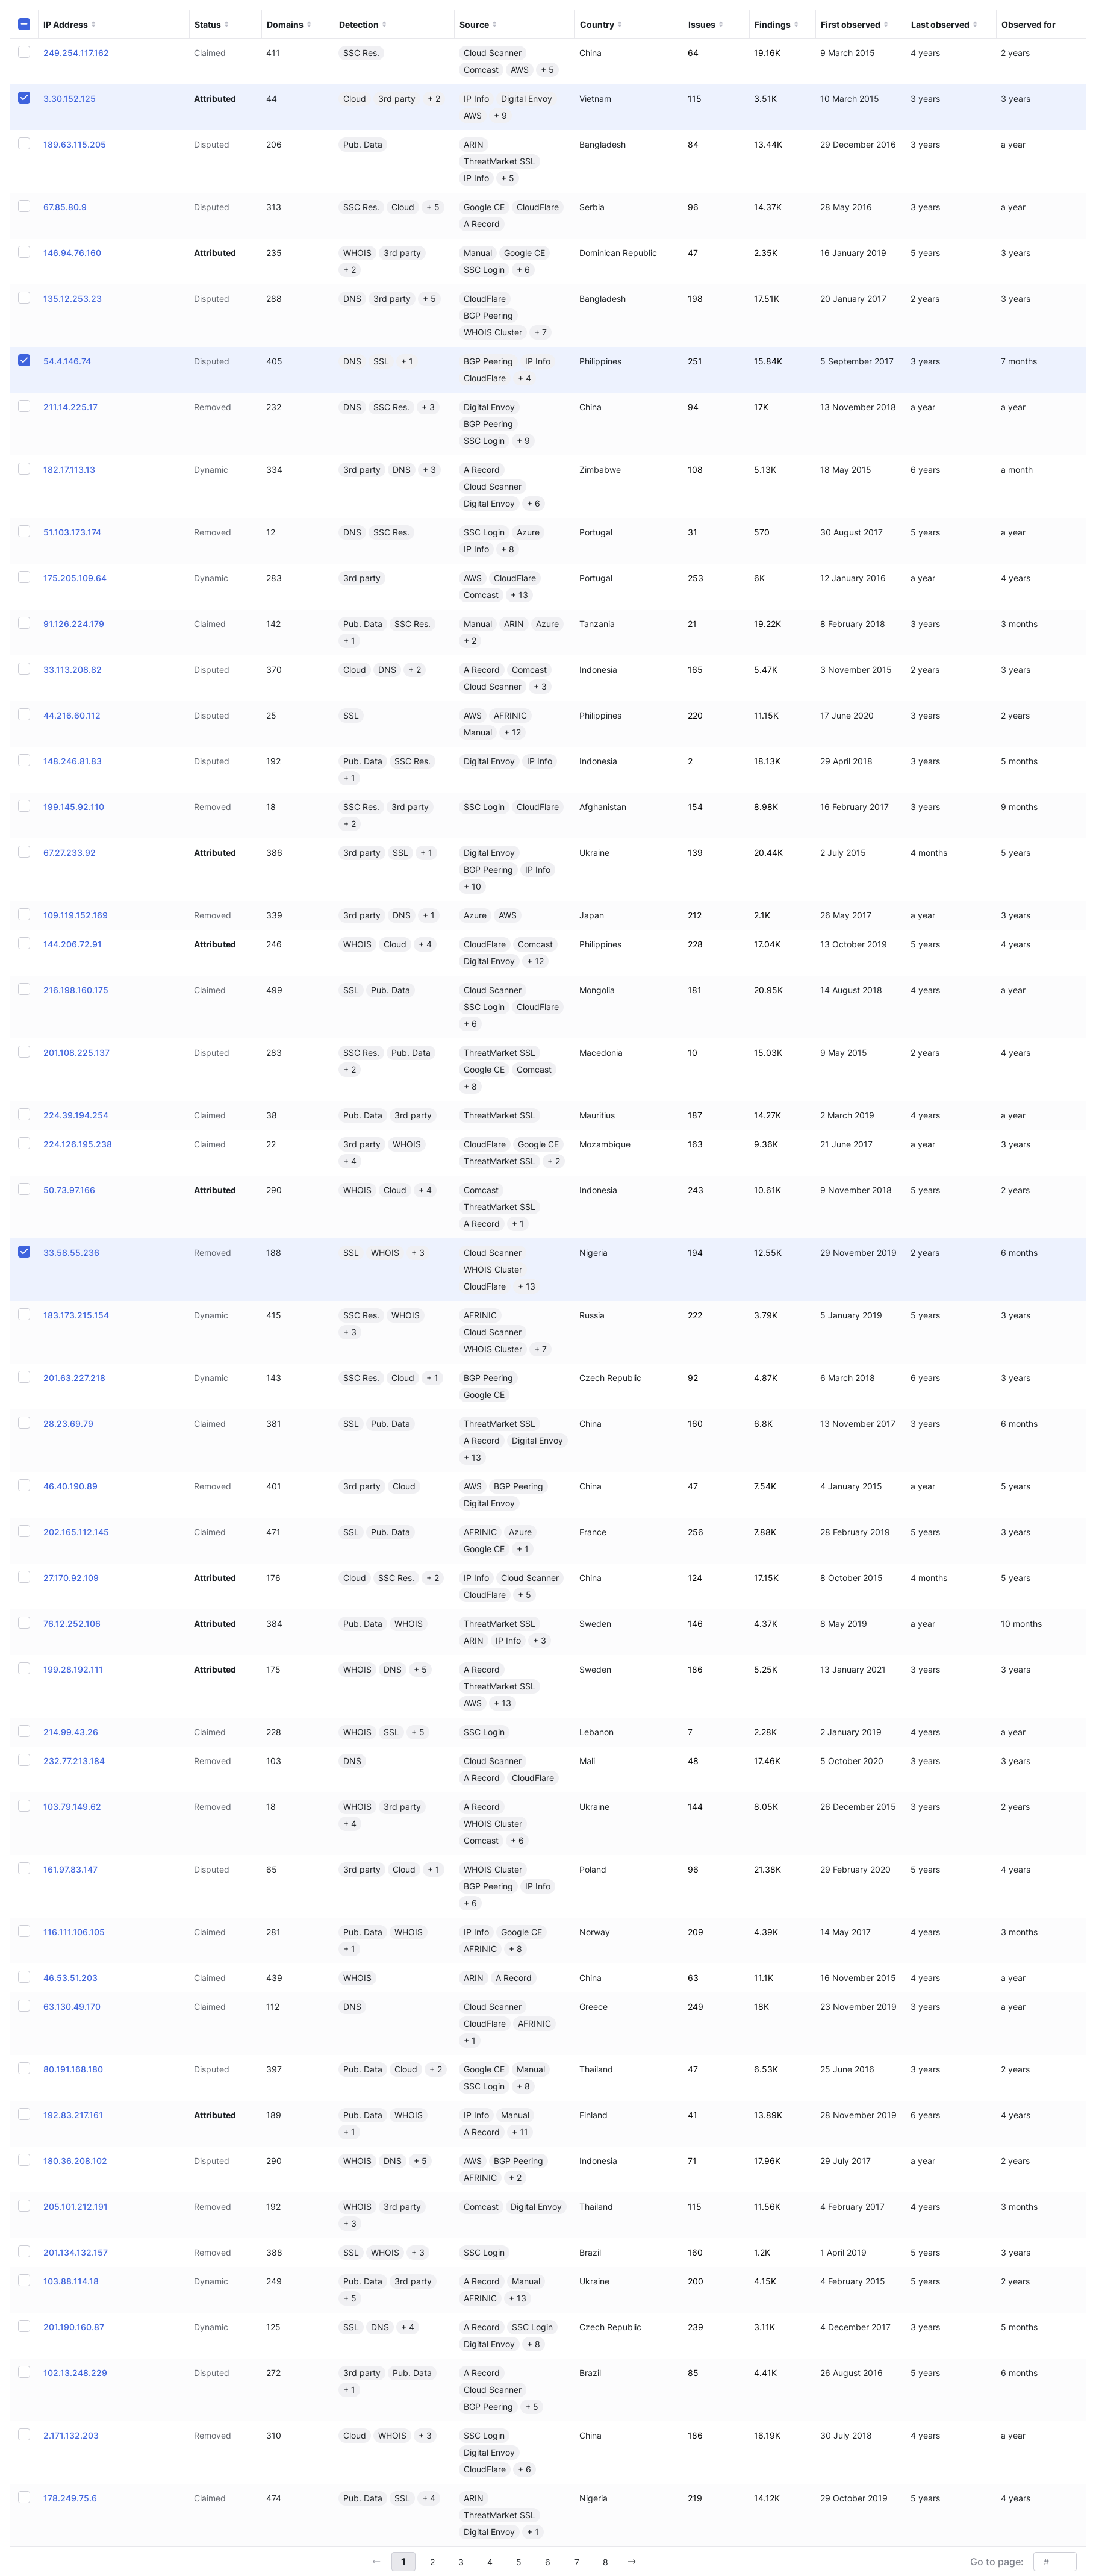 IP Address Status Domains Detection Source Country Issues Findings First observed Last observed Observed for
249.254.117.162 Claimed 411 SSC Res. Cloud Scanner China 64 19.16K 9 March 2015 4 years 2 years
Comcast AWS + 5
3.30.152.125 Attributed 44 Cloud 3rd party + 2 IP Info Digital Envoy Vietnam 115 3.51K 10 March 2015 3 years 3 years
AWS + 9
189.63.115.205 Disputed 206 Pub. Data ARIN Bangladesh 84 13.44K 29 December 2016 3 years a year
ThreatMarket SSL
IP Info + 5
67.85.80.9 Disputed 313 SSC Res. Cloud + 5 Google CE CloudFlare Serbia 96 14.37K 28 May 2016 3 years a year
A Record
146.94.76.160 Attributed 235 WHOIS 3rd party Manual Google CE Dominican Republic 47 2.35K 16 January 2019 5 years 3 years
+ 2 SSC Login + 6
135.12.253.23 Disputed 288 DNS 3rd party + 5 CloudFlare Bangladesh 198 17.51K 20 January 2017 2 years 3 years
BGP Peering
WHOIS Cluster + 7
54.4.146.74 Disputed 405 DNS SSL + 1 BGP Peering IP Info Philippines 251 15.84K 5 September 2017 3 years 7 months
CloudFlare + 4
211.14.225.17 Removed 232 DNS SSC Res. + 3 Digital Envoy China 94 17K 13 November 2018 a year a year
BGP Peering
SSC Login + 9
182.17.113.13 Dynamic 334 3rd party DNS + 3 A Record Zimbabwe 108 5.13K 18 May 2015 6 years a month
Cloud Scanner
Digital Envoy + 6
51.103.173.174 Removed 12 DNS SSC Res. SSC Login Azure Portugal 31 570 30 August 2017 5 years a year
IP Info + 8
175.205.109.64 Dynamic 283 3rd party AWS CloudFlare Portugal 253 6K 12 January 2016 a year 4 years
Comcast + 13
91.126.224.179 Claimed 142 Pub. Data SSC Res. Manual ARIN Azure Tanzania 21 19.22K 8 February 2018 3 years 3 months
+ 1 + 2
33.113.208.82 Disputed 370 Cloud DNS + 2 A Record Comcast Indonesia 165 5.47K 3 November 2015 2 years 3 years
Cloud Scanner + 3
44.216.60.112 Disputed 25 SSL AWS AFRINIC Philippines 220 11.15K 17 June 2020 3 years 2 years
Manual + 12
148.246.81.83 Disputed 192 Pub. Data SSC Res. Digital Envoy IP Info Indonesia 2 18.13K 29 April 2018 3 years 5 months
+ 1
199.145.92.110 Removed 18 SSC Res. 3rd party SSC Login CloudFlare Afghanistan 154 8.98K 16 February 2017 3 years 9 months
+ 2
67.27.233.92 Attributed 386 3rd party SSL + 1 Digital Envoy Ukraine 139 20.44K 2 July 2015 4 months 5 years
BGP Peering IP Info
+ 10
109.119.152.169 Removed 339 3rd party DNS + 1 Azure AWS Japan 212 2.1K 26 May 2017 a year 3 years
144.206.72.91 Attributed 246 WHOIS Cloud + 4 CloudFlare Comcast Philippines 228 17.04K 13 October 2019 5 years 4 years
Digital Envoy + 12
216.198.160.175 Claimed 499 SSL Pub. Data Cloud Scanner Mongolia 181 20.95K 14 August 2018 4 years a year
SSC Login CloudFlare
+ 6
201.108.225.137 Disputed 283 SSC Res. Pub. Data ThreatMarket SSL Macedonia 10 15.03K 9 May 2015 2 years 4 years
+ 2 Google CE Comcast
+ 8
224.39.194.254 Claimed 38 Pub. Data 3rd party ThreatMarket SSL Mauritius 187 14.27K 2 March 2019 4 years a year
224.126.195.238 Claimed 22 3rd party WHOIS CloudFlare Google CE Mozambique 163 9.36K 21 June 2017 a year 3 years
+ 4 ThreatMarket SSL + 2
50.73.97.166 Attributed 290 WHOIS Cloud + 4 Comcast Indonesia 243 10.61K 9 November 2018 5 years 2 years
ThreatMarket SSL
A Record + 1
33.58.55.236 Removed 188 SSL WHOIS + 3 Cloud Scanner Nigeria 194 12.55K 29 November 2019 2 years 6 months
WHOIS Cluster
CloudFlare + 13
183.173.215.154 Dynamic 415 SSC Res. WHOIS AFRINIC Russia 222 3.79K 5 January 2019 5 years 3 years
+ 3 Cloud Scanner
WHOIS Cluster + 7
201.63.227.218 Dynamic 143 SSC Res. Cloud + 1 BGP Peering Czech Republic 92 4.87K 6 March 2018 6 years 3 years
Google CE
28.23.69.79 Claimed 381 SSL Pub. Data ThreatMarket SSL China 160 6.8K 13 November 2017 3 years 6 months
A Record Digital Envoy
+ 13
46.40.190.89 Removed 401 3rd party Cloud AWS BGP Peering China 47 7.54K 4 January 2015 a year 5 years
Digital Envoy
202.165.112.145 Claimed 471 SSL Pub. Data AFRINIC Azure France 256 7.88K 28 February 2019 5 years 3 years
Google CE + 1
27.170.92.109 Attributed 176 Cloud SSC Res. + 2 IP Info Cloud Scanner China 124 17.15K 8 October 2015 4 months 5 years
CloudFlare + 5
76.12.252.106 Attributed 384 Pub. Data WHOIS ThreatMarket SSL Sweden 146 4.37K 8 May 2019 a year 10 months
ARIN IP Info + 3
199.28.192.111 Attributed 175 WHOIS DNS + 5 A Record Sweden 186 5.25K 13 January 2021 3 years 3 years
ThreatMarket SSL
AWS + 13
214.99.43.26 Claimed 228 WHOIS SSL + 5 SSC Login Lebanon 7 2.28K 2 January 2019 4 years a year
232.77.213.184 Removed 103 DNS Cloud Scanner Mali 48 17.46K 5 October 2020 3 years 3 years
A Record CloudFlare
103.79.149.62 Removed 18 WHOIS 3rd party A Record Ukraine 144 8.05K 26 December 2015 3 years 2 years
+ 4 WHOIS Cluster
Comcast + 6
161.97.83.147 Disputed 65 3rd party Cloud + 1 WHOIS Cluster Poland 96 21.38K 29 February 2020 5 years 4 years
BGP Peering IP Info
+ 6
116.111.106.105 Claimed 281 Pub. Data WHOIS IP Info Google CE Norway 209 4.39K 14 May 2017 4 years 3 months
+ 1 AFRINIC + 8
46.53.51.203 Claimed 439 WHOIS ARIN A Record China 63 11.1K 16 November 2015 4 years a year
63.130.49.170 Claimed 112 DNS Cloud Scanner Greece 249 18K 23 November 2019 3 years a year
CloudFlare AFRINIC
+ 1
80.191.168.180 Disputed 397 Pub. Data Cloud + 2 Google CE Manual Thailand 47 6.53K 25 June 2016 3 years 2 years
SSC Login + 8
192.83.217.161 Attributed 189 Pub. Data WHOIS IP Info Manual Finland 41 13.89K 28 November 2019 6 years 4 years
+ 1 A Record + 11
180.36.208.102 Disputed 290 WHOIS DNS + 5 AWS BGP Peering Indonesia 71 17.96K 29 July 2017 a year 2 years
AFRINIC + 2
205.101.212.191 Removed 192 WHOIS 3rd party Comcast Digital Envoy Thailand 115 11.56K 4 February 2017 4 years 3 months
+ 3
201.134.132.157 Removed 388 SSL WHOIS + 3 SSC Login Brazil 160 1.2K 1 April 2019 5 years 3 years
103.88.114.18 Dynamic 249 Pub. Data 3rd party A Record Manual Ukraine 200 4.15K 4 February 2015 5 years 2 years
+ 5 AFRINIC + 13
201.190.160.87 Dynamic 125 SSL DNS + 4 A Record SSC Login Czech Republic 239 3.11K 4 December 2017 3 years 5 months
Digital Envoy + 8
102.13.248.229 Disputed 272 3rd party Pub. Data A Record Brazil 85 4.41K 26 August 2016 5 years 6 months
+ 1 Cloud Scanner
BGP Peering + 5
2.171.132.203 Removed 310 Cloud WHOIS + 3 SSC Login China 186 16.19K 30 July 2018 4 years a year
Digital Envoy
CloudFlare + 6
178.249.75.6 Claimed 474 Pub. Data SSL + 4 ARIN Nigeria 219 14.12K 29 October 2019 5 years 4 years
ThreatMarket SSL
Digital Envoy + 1
← 1 2 3 4 5 6 7 8 → Go to page: #